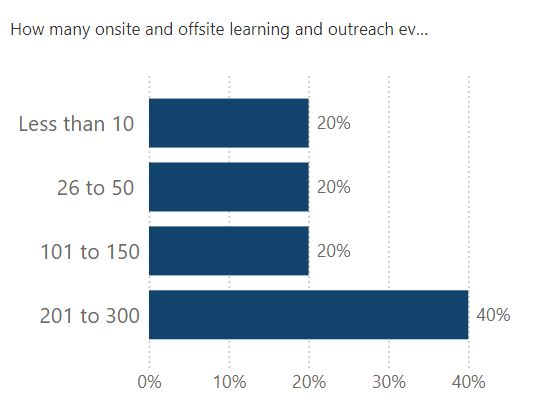 How many onsite and offsite learning and outreach ev...
Less than 10 20%
26 to 50 20%
101 to 150 20%
201 to 300 40%
0% 10% 20% 30% 40%